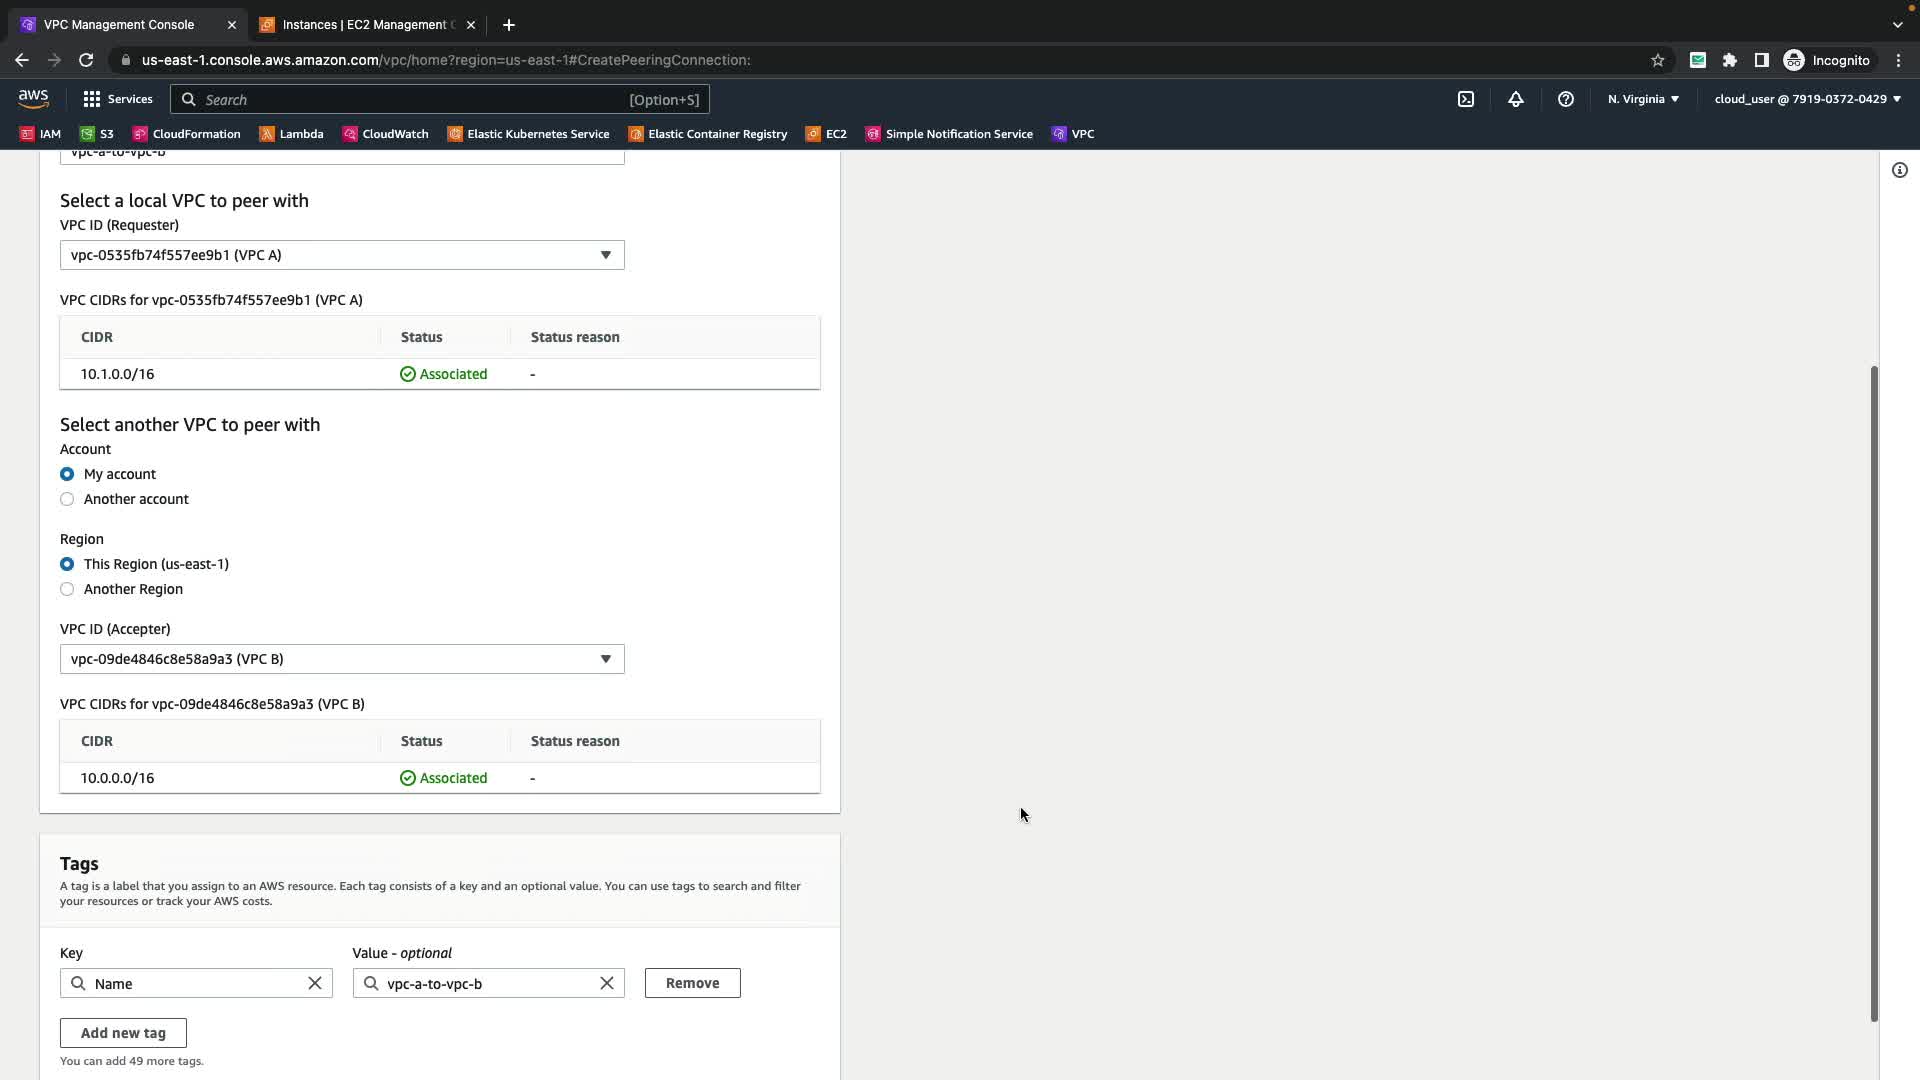 VPC Management Console
Instances | EC2 Management C
us-east-1.console.aws.amazon.com/vpc/home?region=us-east-1#CreatePeeringConnection:
Incognito
aws
Services
Search
[Option+S]
N. Virginia
cloud_user @ 7919-0372-0429
IAM
S3
CloudFormation
Lambda
CloudWatch
Elastic Kubernetes Service
Elastic Container Registry
EC2
Simple Notification Service
VPC
vpc-a-to-vpc-b
Select a local VPC to peer with
VPC ID (Requester)
vpc-0535fb74f557ee9b1 (VPC A)
VPC CIDRs for vpc-0535fb74f557ee9b1 (VPC A)
CIDR Status Status reason
10.1.0.0/16 Associated -
Select another VPC to peer with
Account
My account
Another account
Region
This Region (us-east-1)
Another Region
VPC ID (Accepter)
vpc-09de4846c8e58a9a3 (VPC B)
VPC CIDRs for vpc-09de4846c8e58a9a3 (VPC B)
CIDR Status Status reason
10.0.0.0/16 Associated -
Tags
A tag is a label that you assign to an AWS resource. Each tag consists of a key and an optional value. You can use tags to search and filter
your resources or track your AWS costs.
Key Value - optional
Name vpc-a-to-vpc-b Remove
Add new tag
You can add 49 more tags.